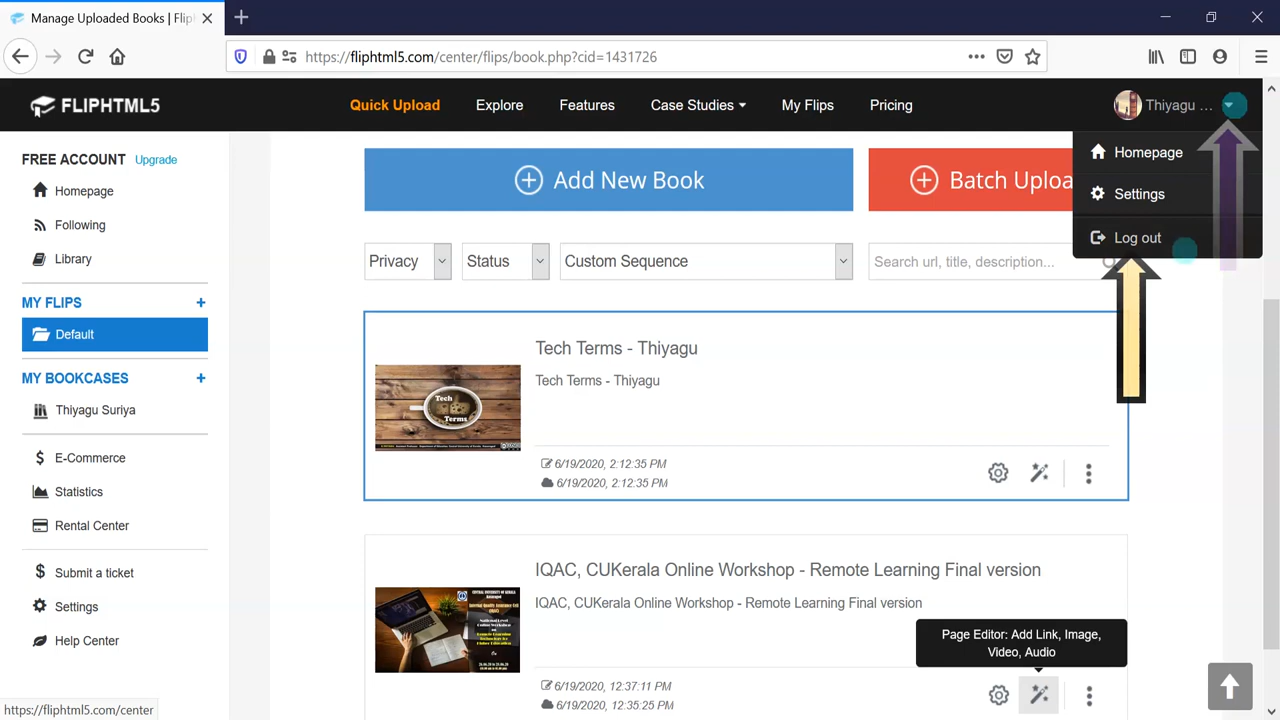 Manage Uploaded Books | Flip
https://fliphtml5.com/center/flips/book.php?cid=1431726
FLIPHTML5
Quick Upload
Explore
Features
Case Studies
My Flips
Pricing
Thiyagu ...
Homepage
Settings
Log out
FREE ACCOUNT Upgrade
Homepage
Following
Library
MY FLIPS +
Default
MY BOOKCASES +
Thiyagu Suriya
E-Commerce
Statistics
Rental Center
Submit a ticket
Settings
Help Center
Add New Book
Batch Uploa
Privacy
Status
Custom Sequence
Search url, title, description...
Tech Terms - Thiyagu
Tech Terms - Thiyagu
Tech
Terms
6/19/2020, 2:12:35 PM
6/19/2020, 2:12:35 PM
IQAC, CUKerala Online Workshop - Remote Learning Final version
IQAC, CUKerala Online Workshop - Remote Learning Final version
Page Editor: Add Link, Image,
Video, Audio
6/19/2020, 12:37:11 PM
6/19/2020, 12:35:25 PM
https://fliphtml5.com/center